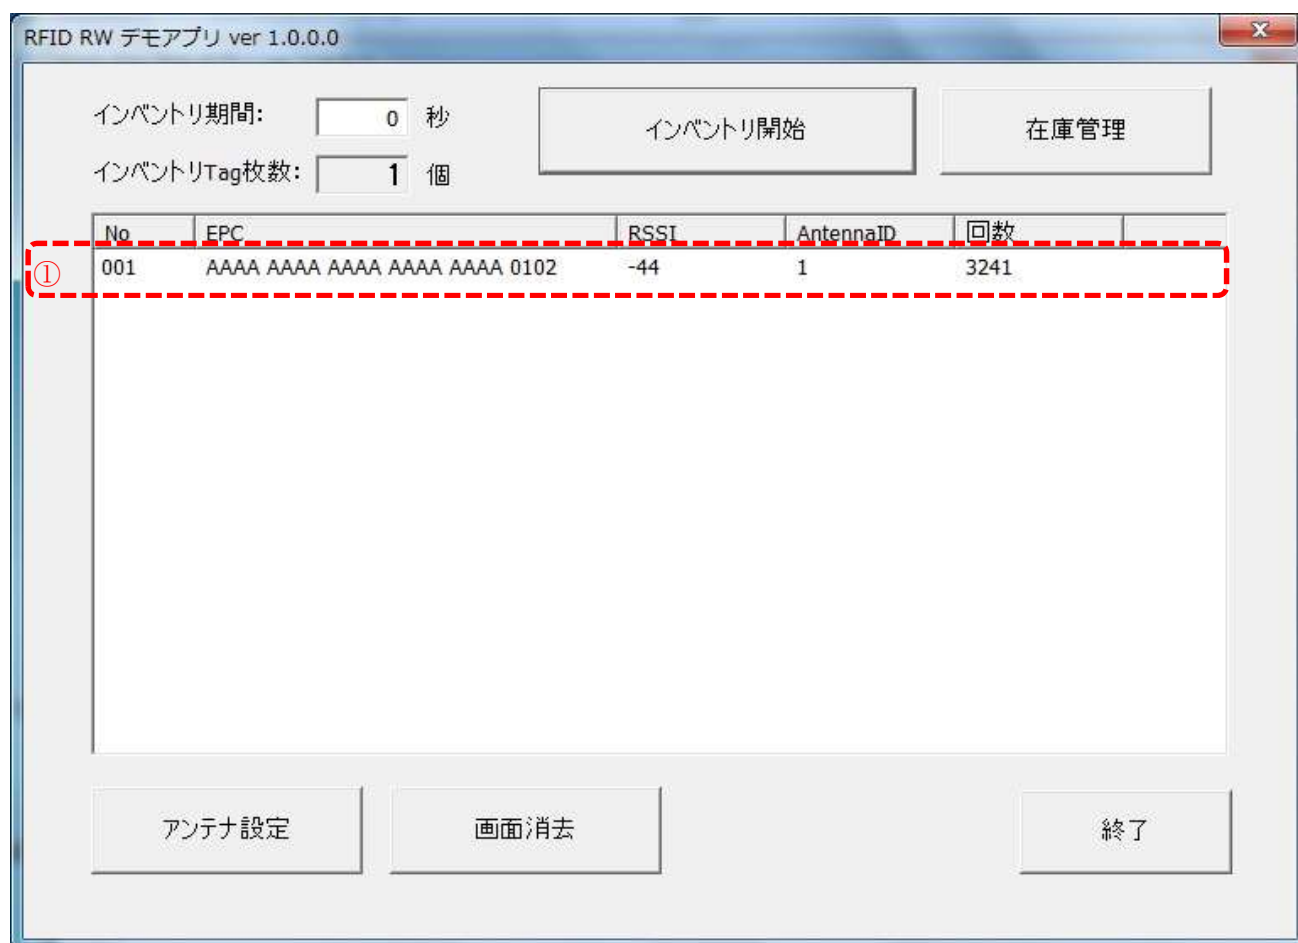 RFID RW デモアプリ ver 1.0.0.0
インベントリ期間: 0 秒
インベントリ開始
在庫管理
インベントリTag枚数: 1 個
No EPC RSSI AntennaID 回数
① 001 AAAA AAAA AAAA AAAA AAAA 0102 -44 1 3241
アンテナ設定
画面消去
終了